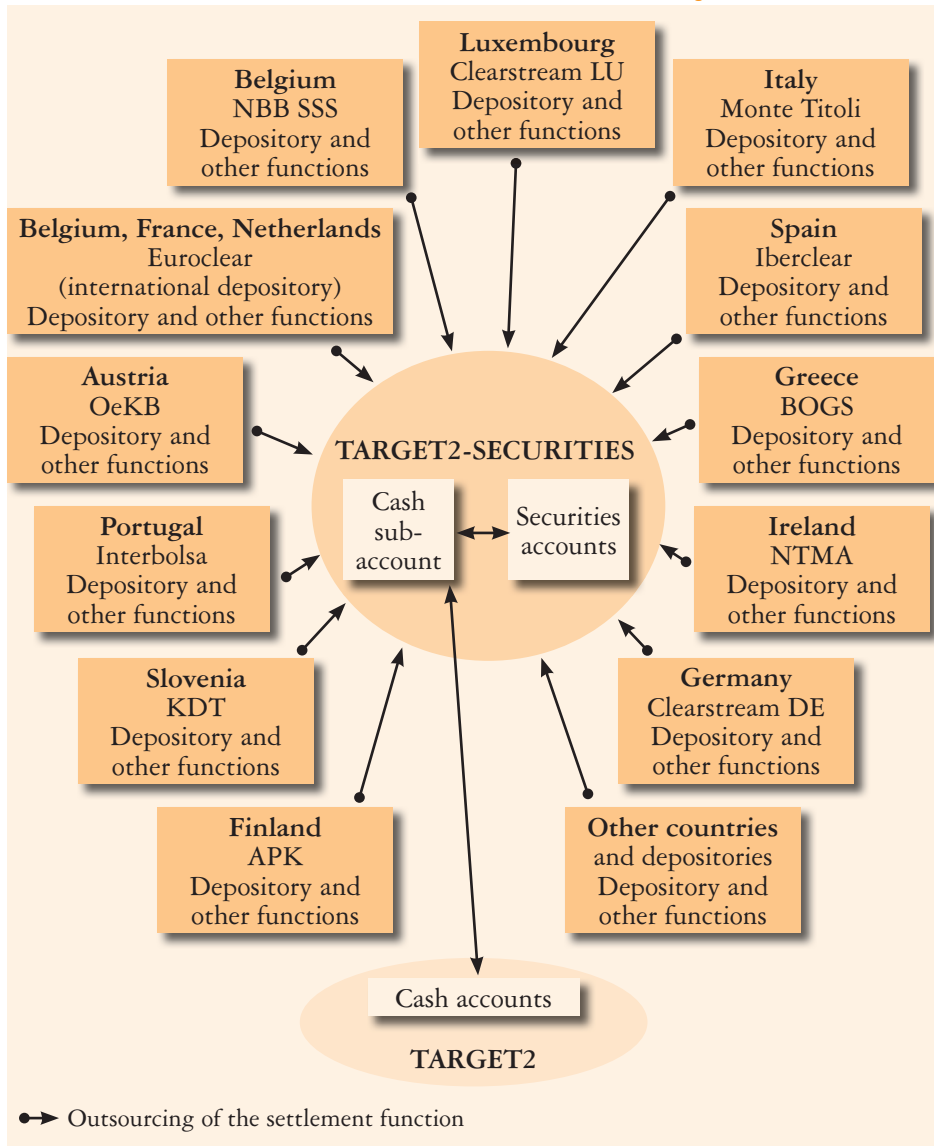 Luxembourg
Clearstream LU
Depository and
other functions
Belgium
NBB SSS
Depository and
other functions
Italy
Monte Titoli
Depository and
other functions
Belgium, France, Netherlands
Euroclear
(international depository)
Depository and other functions
Spain
Iberclear
Depository and
other functions
Austria
OeKB
Depository and
other functions
Greece
BOGS
Depository and
other functions
TARGET2-SECURITIES
Cash
sub-
account
Securities
accounts
Portugal
Interbolsa
Depository and
other functions
Ireland
NTMA
Depository and
other functions
Slovenia
KDT
Depository and
other functions
Germany
Clearstream DE
Depository and
other functions
Finland
APK
Depository and
other functions
Other countries
and depositories
Depository and
other functions
Cash accounts
TARGET2
Outsourcing of the settlement function